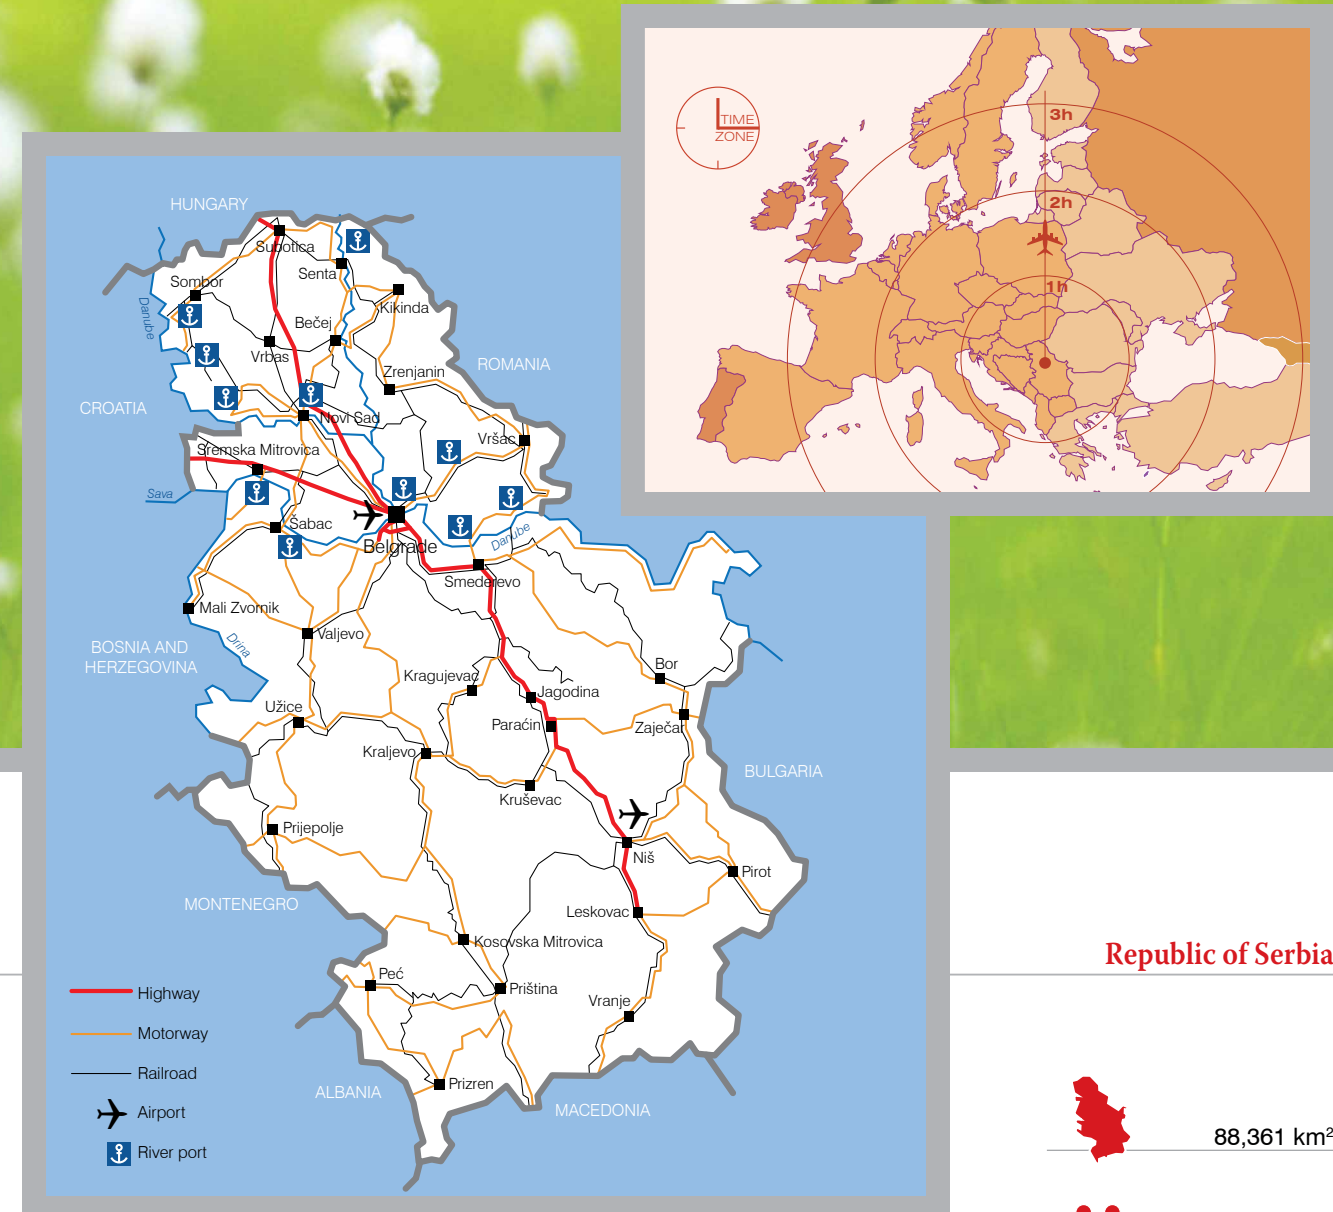 TIME
ZONE
3h
2h
1h
HUNGARY
Subotica
Senta
Sombor
Kikinda
Danube
Bečej
Vrbas
ROMANIA
Zrenjanin
CROATIA
Novi Sad
Vršac
Sremska Mitrovica
Sava
Šabac
Danube
Belgrade
Smederevo
Mali Zvornik
Valjevo
Drina
BOSNIA AND
HERZEGOVINA
Bor
Kragujevac
Jagodina
Užice
Paraćin
Zaječar
Kraljevo
BULGARIA
Kruševac
Prijepolje
Niš
Pirot
MONTENEGRO
Leskovac
Kosovska Mitrovica
Peć
Priština
Vranje
Prizren
ALBANIA
MACEDONIA
Highway
Motorway
Railroad
Airport
River port
Republic of Serbia
88,361 km²